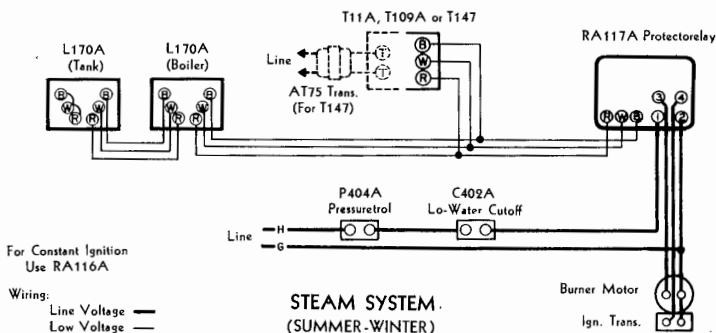 T11A, T109A or T147
RA117A Protectorelay
L170A
(Tank)
L170A
(Boiler)
Line
T
T
B
W
R
AT75 Trans.
(For T147)
B
W
R
B
W
R
B
W
R
B
W
R
3
4
R
W
B
1
2
P404A
Pressuretrol
C402A
Lo-Water Cutoff
Line
H
G
For Constant Ignition
Use RA116A
Wiring:
Line Voltage
Low Voltage
STEAM SYSTEM
(SUMMER-WINTER)
Burner Motor
Ign. Trans.